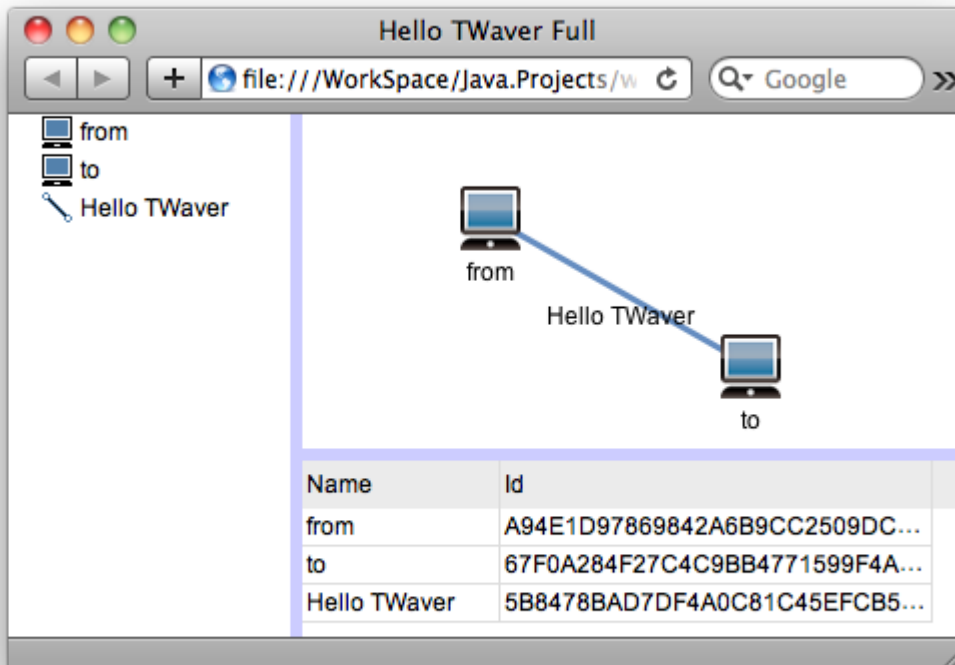 Hello TWaver Full
file:///WorkSpace/Java.Projects/w
Google
from
to
Hello TWaver
from
Hello TWaver
to
Name Id
from A94E1D97869842A6B9CC2509DC...
to 67F0A284F27C4C9BB4771599F4A...
Hello TWaver 5B8478BAD7DF4A0C81C45EFCB5...